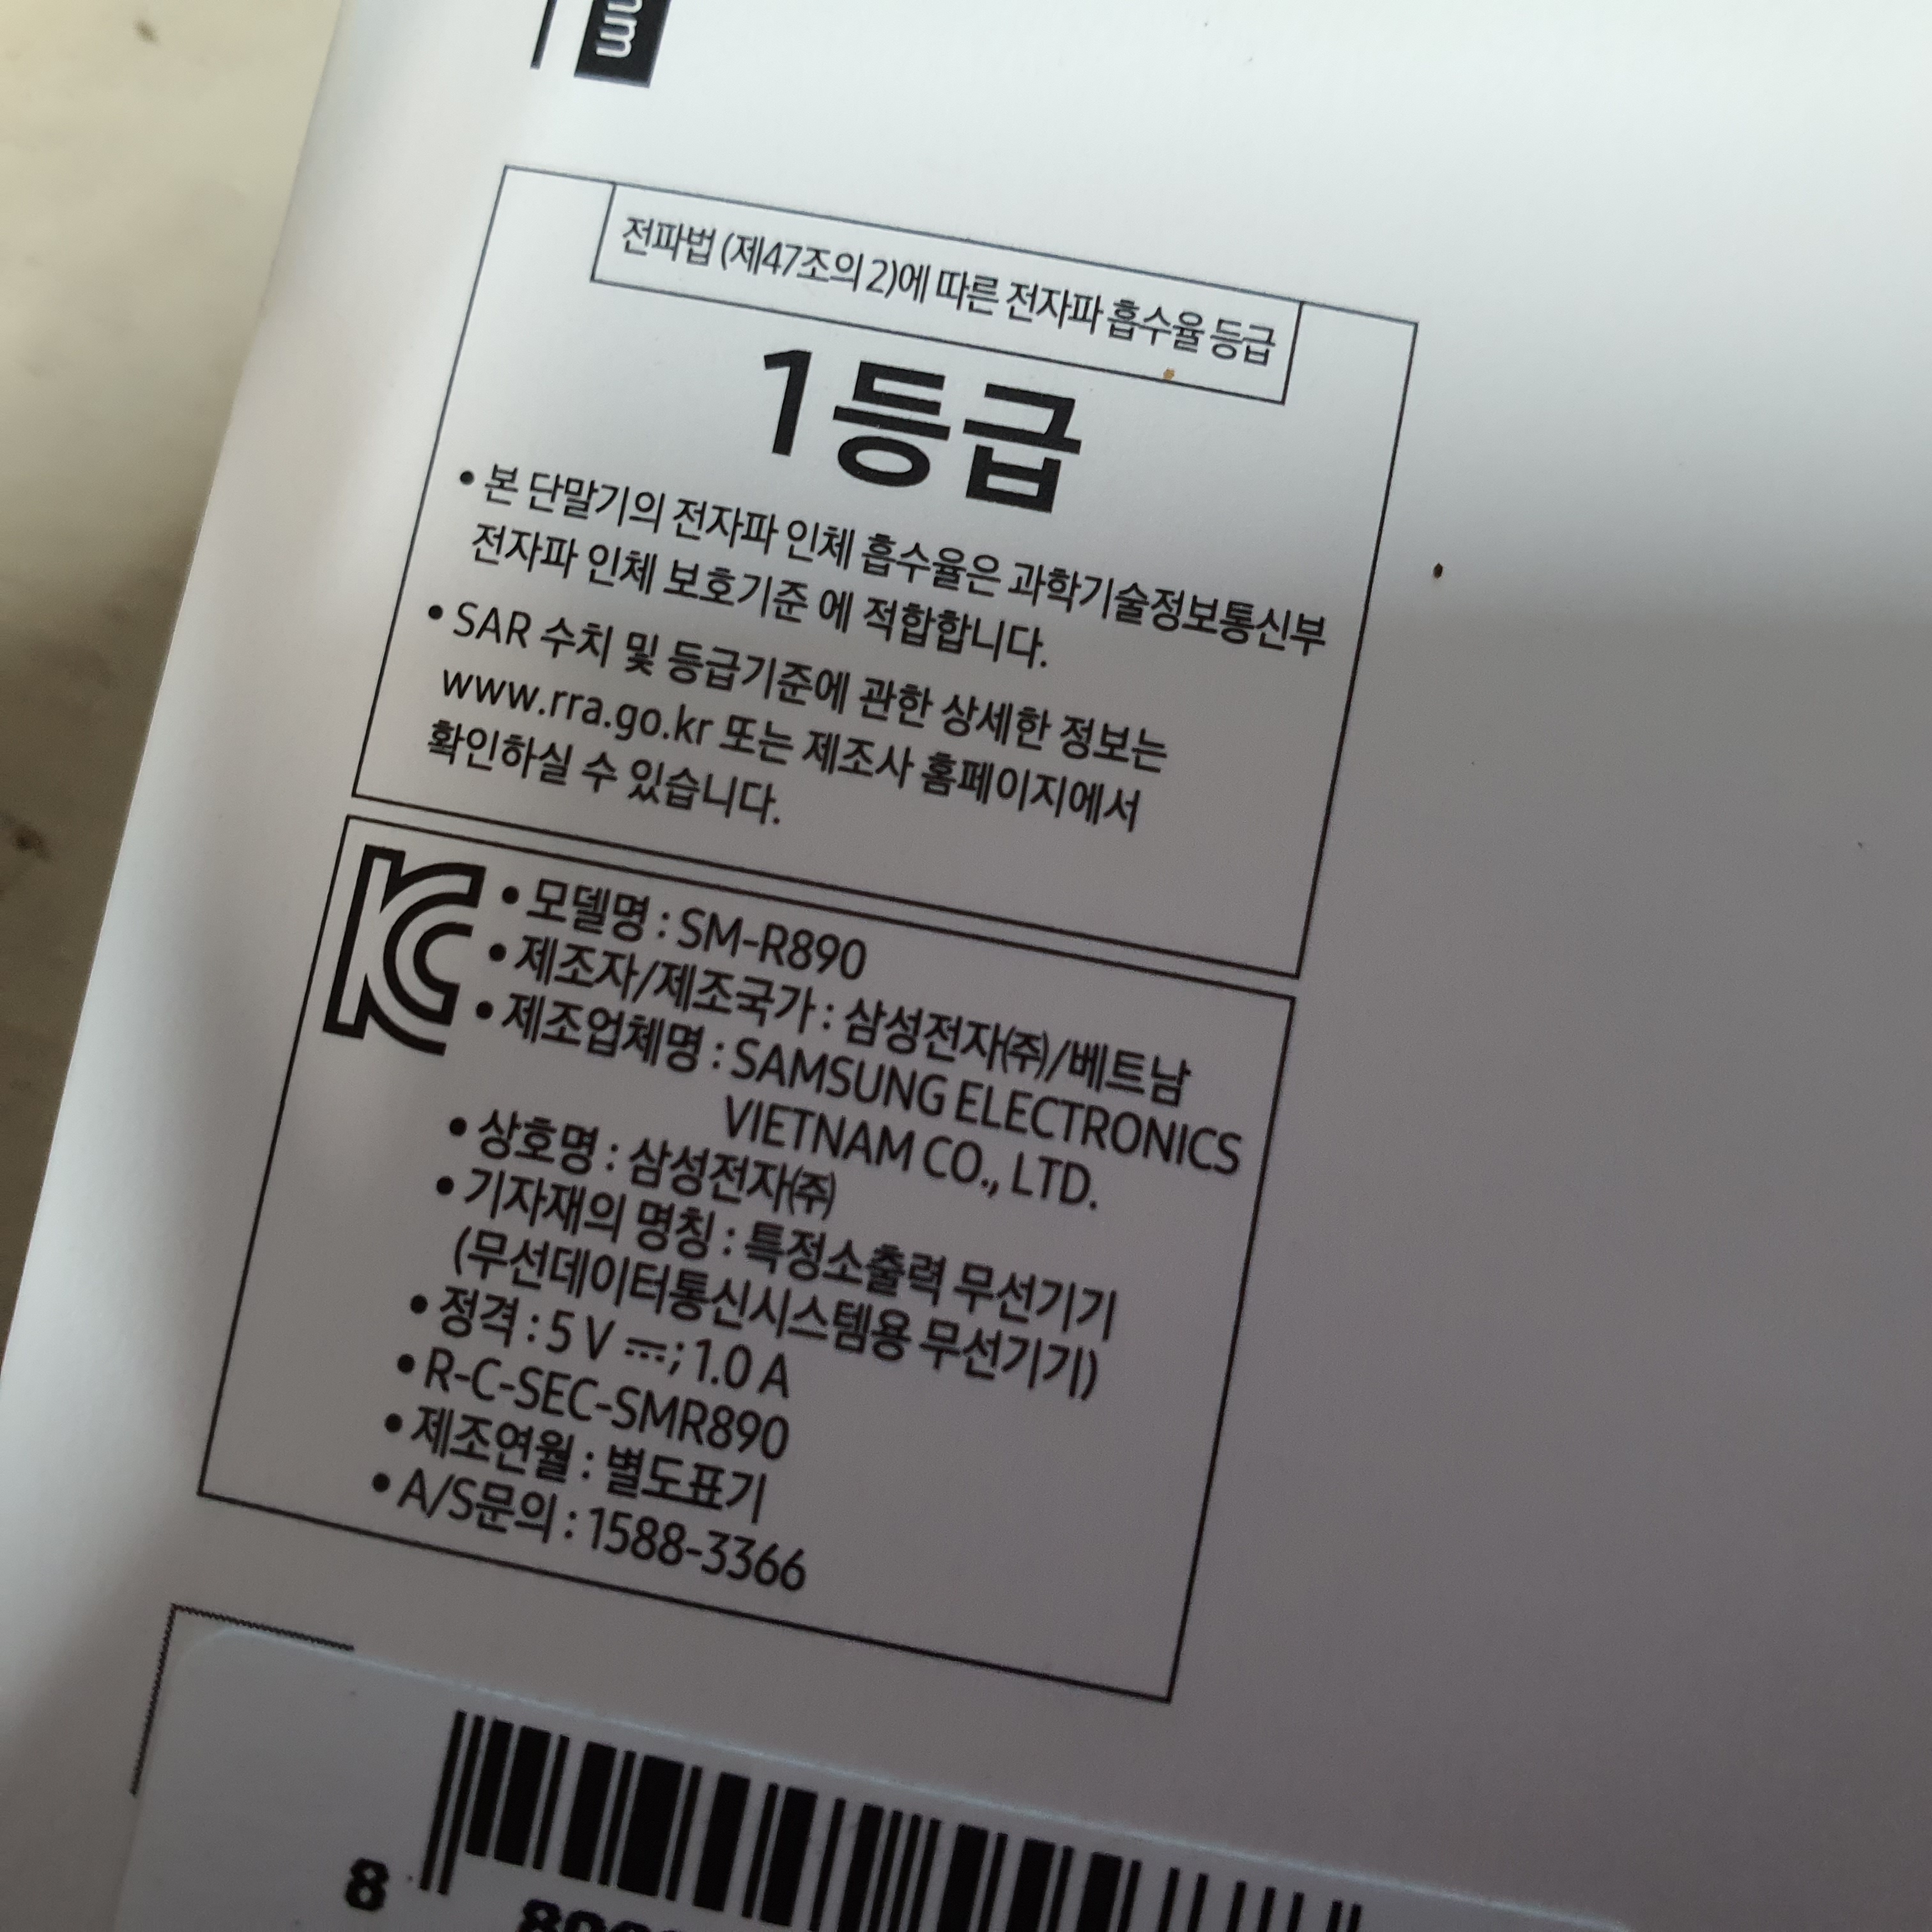 전파법(제47조의2)에 따른 전자파 흡수율 등급
1등급
• 본 단말기의 전자파 인체 흡수율은 과학기술정보통신부
전자파 인체 보호기준 에 적합합니다.
• SAR 수치 및 등급기준에 관한 상세한 정보는
www.rra.go.kr 또는 제조사 홈페이지에서
확인하실 수 있습니다.
• 모델명 : SM-R890
• 제조자/제조국가 : 삼성전자㈜/베트남
• 제조업체명 : SAMSUNG ELECTRONICS
VIETNAM CO., LTD.
• 상호명 : 삼성전자㈜
• 기자재의 명칭 : 특정소출력 무선기기
(무선데이터통신시스템용 무선기기)
• 정격 : 5 V ⎓; 1.0 A
• R-C-SEC-SMR890
• 제조연월 : 별도표기
• A/S문의 : 1588-3366
8